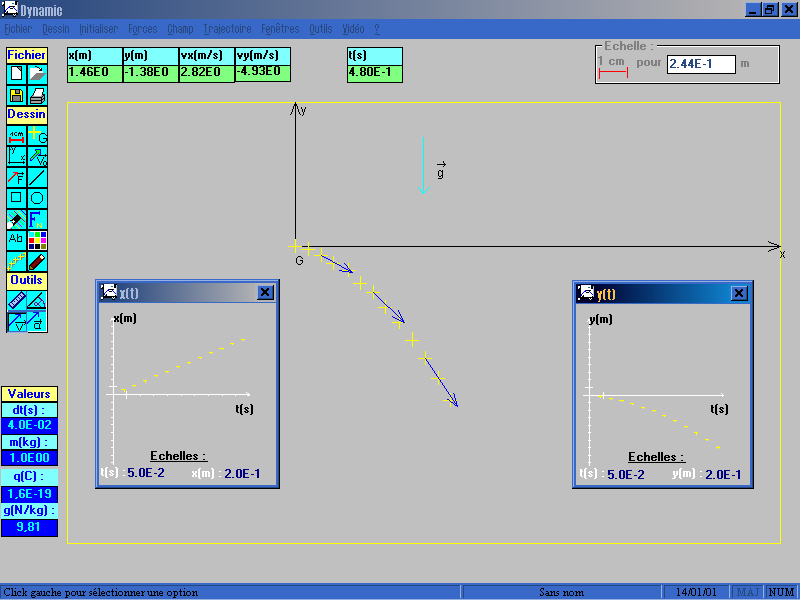 Dynamic
Fichier Dessin Initialiser Forces Champ Trajectoire Fenêtres Outils Vidéo ?
Fichier
x(m) y(m) vx(m/s) vy(m/s) t(s)
1.46E0 -1.38E0 2.82E0 -4.93E0 4.80E-1
Echelle :
1 cm pour 2.44E-1 m
Dessin
4cm G
y x V₀
F
F
Ab
Outils
V a
y
g
x
G
x(t)
x(m)
t(s)
Echelles :
t(s) : 5.0E-2 x(m) : 2.0E-1
y(t)
y(m)
t(s)
Echelles :
t(s) : 5.0E-2 y(m) : 2.0E-1
Valeurs
dt(s) :
4.0E-02
m(kg) :
1.0E00
q(C) :
1,6E-19
g(N/kg) :
9,81
Click gauche pour sélectionner une option Sans nom 14/01/01 MAJ NUM